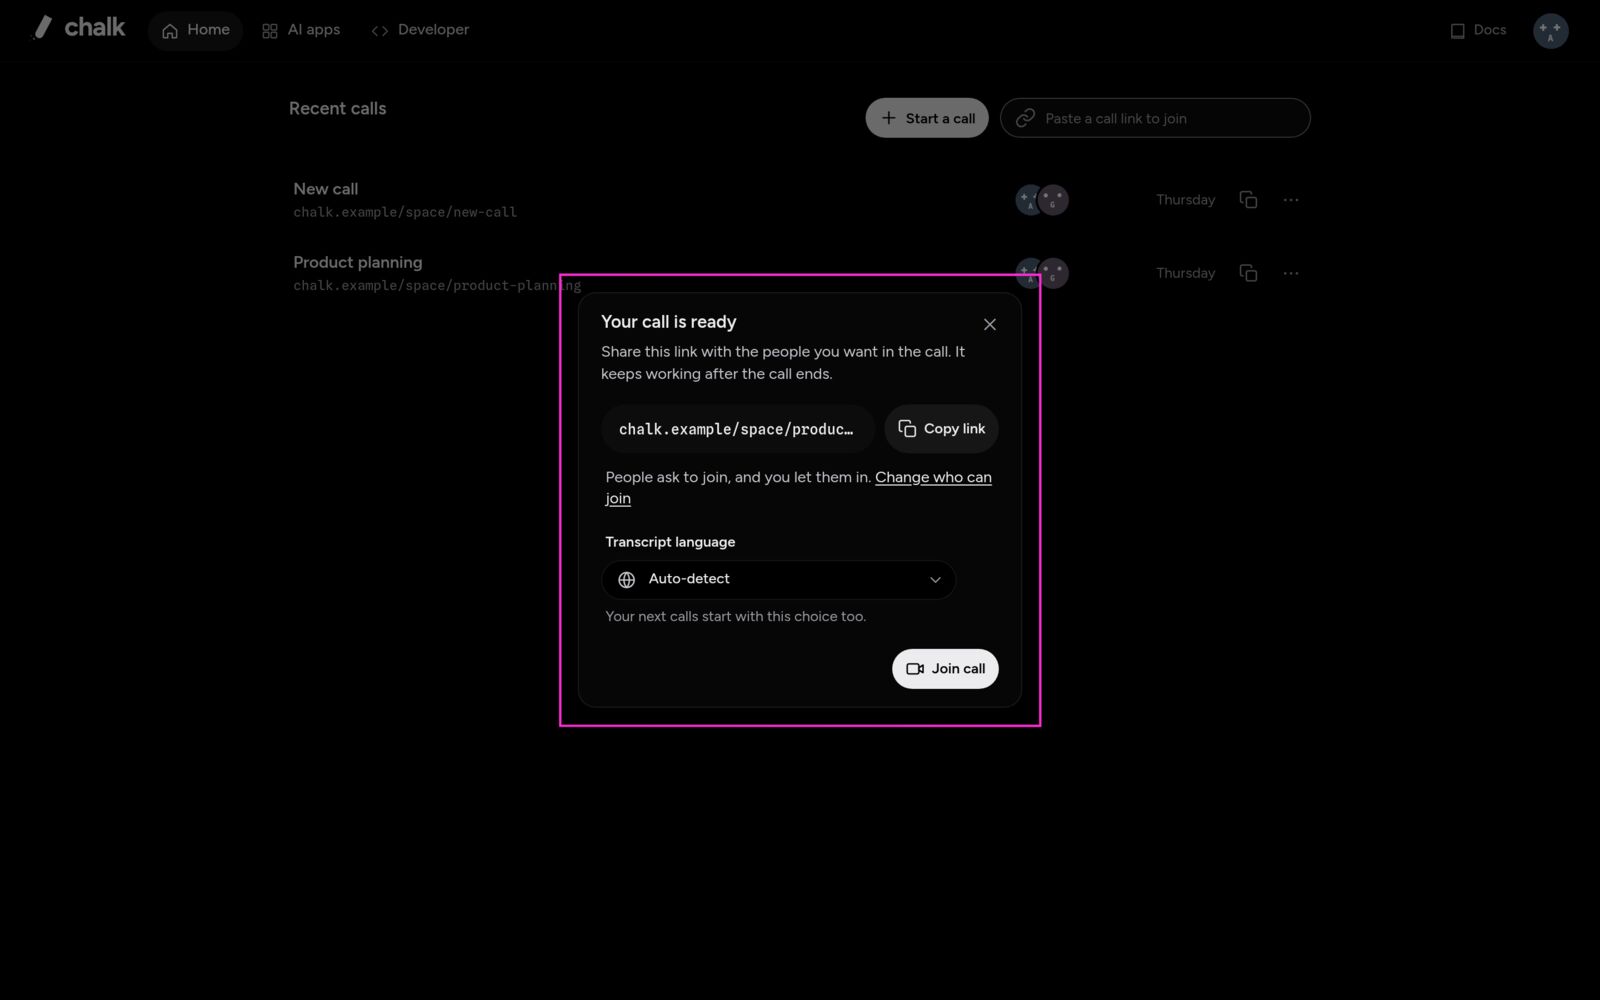 chalk
Home
AI apps
Developer
Docs
A
Recent calls
Start a call
Paste a call link to join
New call
chalk.example/space/new-call
A
G
Thursday
Product planning
chalk.example/space/product-planning
A
G
Thursday
Your call is ready
Share this link with the people you want in the call. It
keeps working after the call ends.
chalk.example/space/produc…
Copy link
People ask to join, and you let them in. Change who can
join
Transcript language
Auto-detect
Your next calls start with this choice too.
Join call